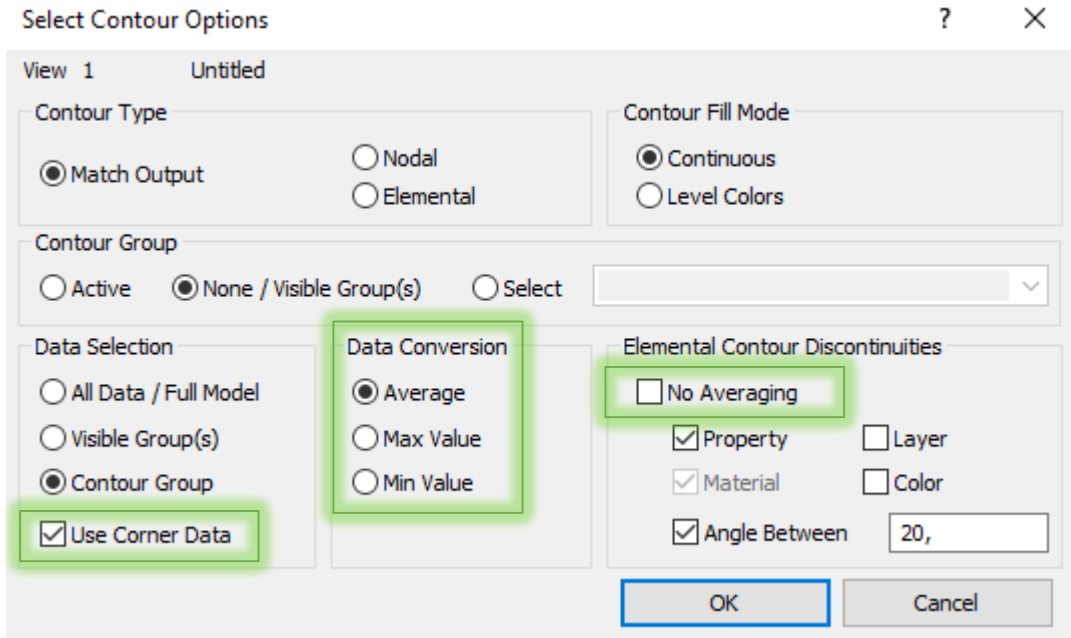 Select Contour Options ?
View 1 Untitled
Contour Type
Match Output
Nodal
Elemental
Contour Fill Mode
Continuous
Level Colors
Contour Group
Active None / Visible Group(s) Select
Data Selection
All Data / Full Model
Visible Group(s)
Contour Group
Use Corner Data
Data Conversion
Average
Max Value
Min Value
Elemental Contour Discontinuities
No Averaging
Property Layer
Material Color
Angle Between 20,
OK Cancel